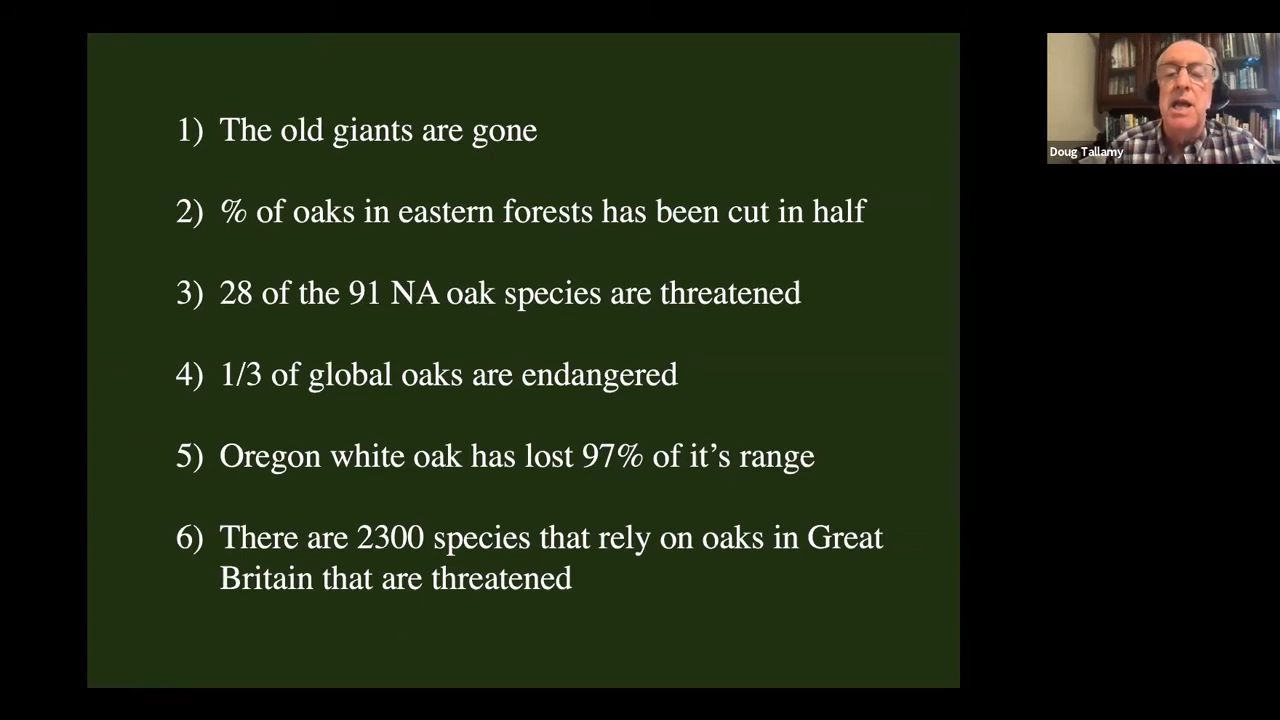 1) The old giants are gone
2) % of oaks in eastern forests has been cut in half
3) 28 of the 91 NA oak species are threatened
4) 1/3 of global oaks are endangered
5) Oregon white oak has lost 97% of it’s range
6) There are 2300 species that rely on oaks in Great
Britain that are threatened
Doug Tallamy